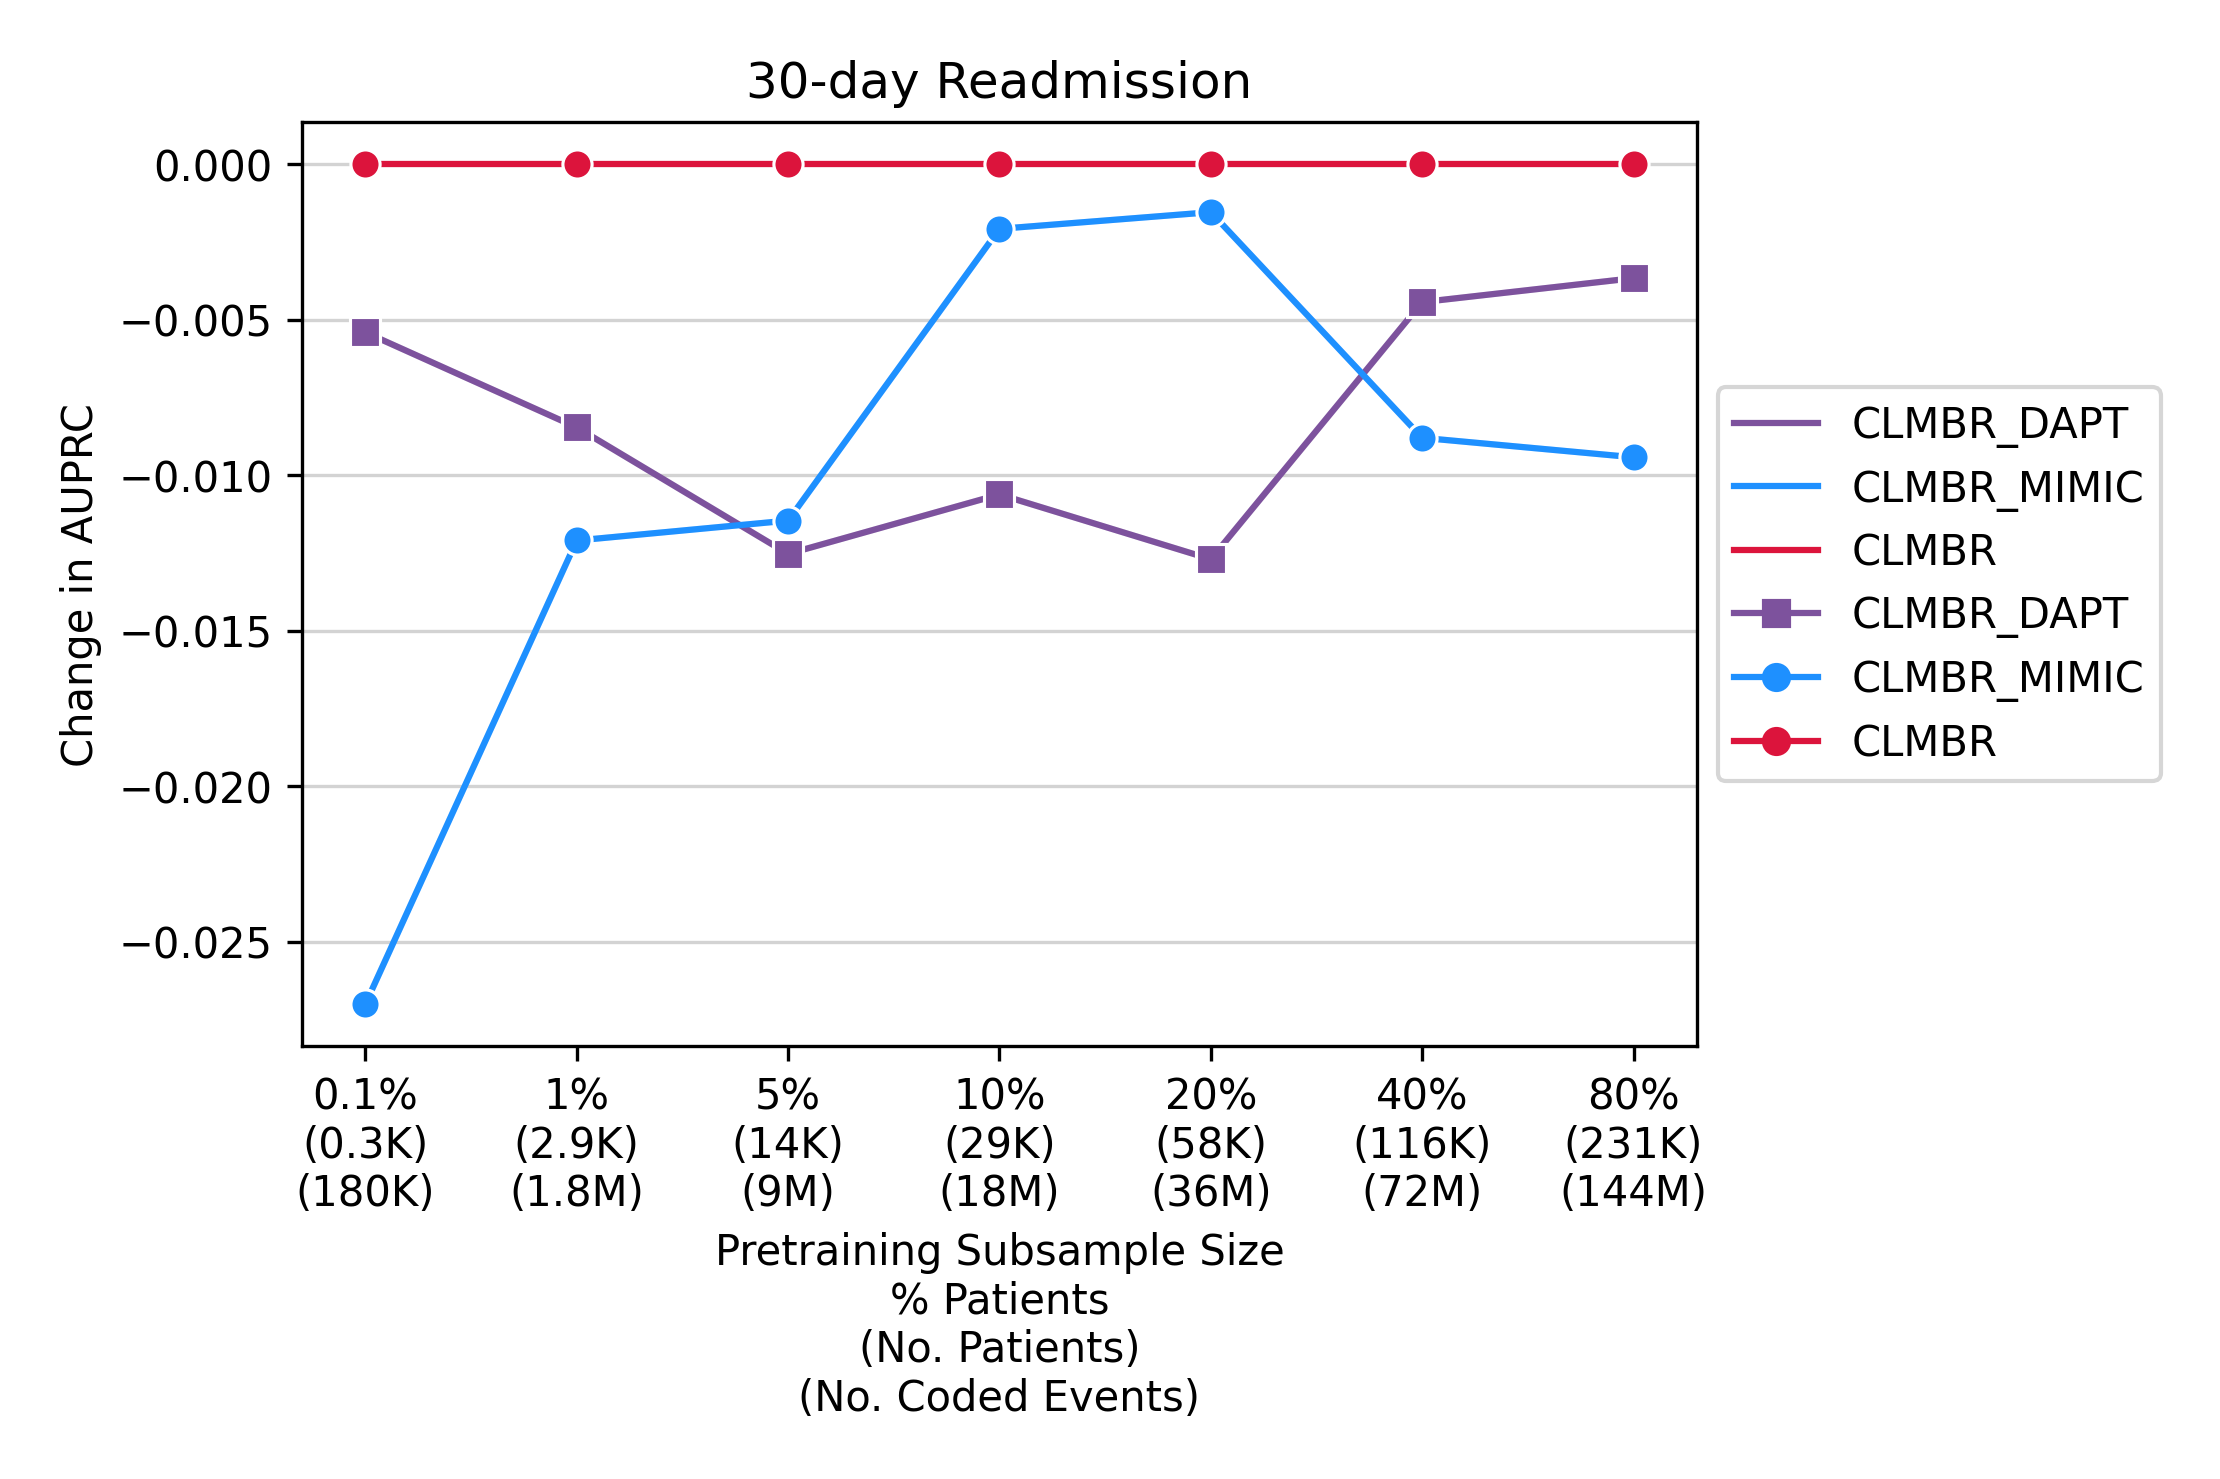 30-day Readmission
Change in AUPRC
0.000
−0.005
−0.010
−0.015
−0.020
−0.025
0.1% 1% 5% 10% 20% 40% 80%
(0.3K) (2.9K) (14K) (29K) (58K) (116K) (231K)
(180K) (1.8M) (9M) (18M) (36M) (72M) (144M)
Pretraining Subsample Size
% Patients
(No. Patients)
(No. Coded Events)
CLMBR_DAPT
CLMBR_MIMIC
CLMBR
CLMBR_DAPT
CLMBR_MIMIC
CLMBR